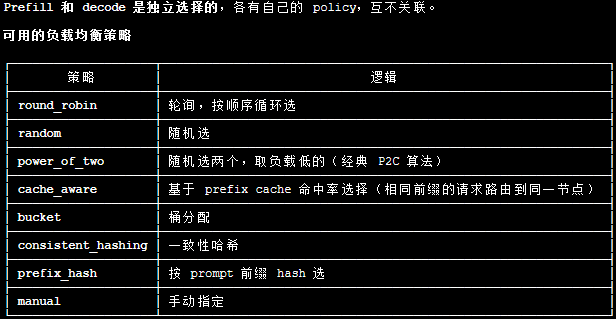 Prefill 和 decode 是独立选择的，各有自己的 policy，互不关联。
可用的负载均衡策略
策略 逻辑
round_robin 轮询，按顺序循环选
random 随机选
power_of_two 随机选两个，取负载低的（经典 P2C 算法）
cache_aware 基于 prefix cache 命中率选择（相同前缀的请求路由到同一节点）
bucket 桶分配
consistent_hashing 一致性哈希
prefix_hash 按 prompt 前缀 hash 选
manual 手动指定